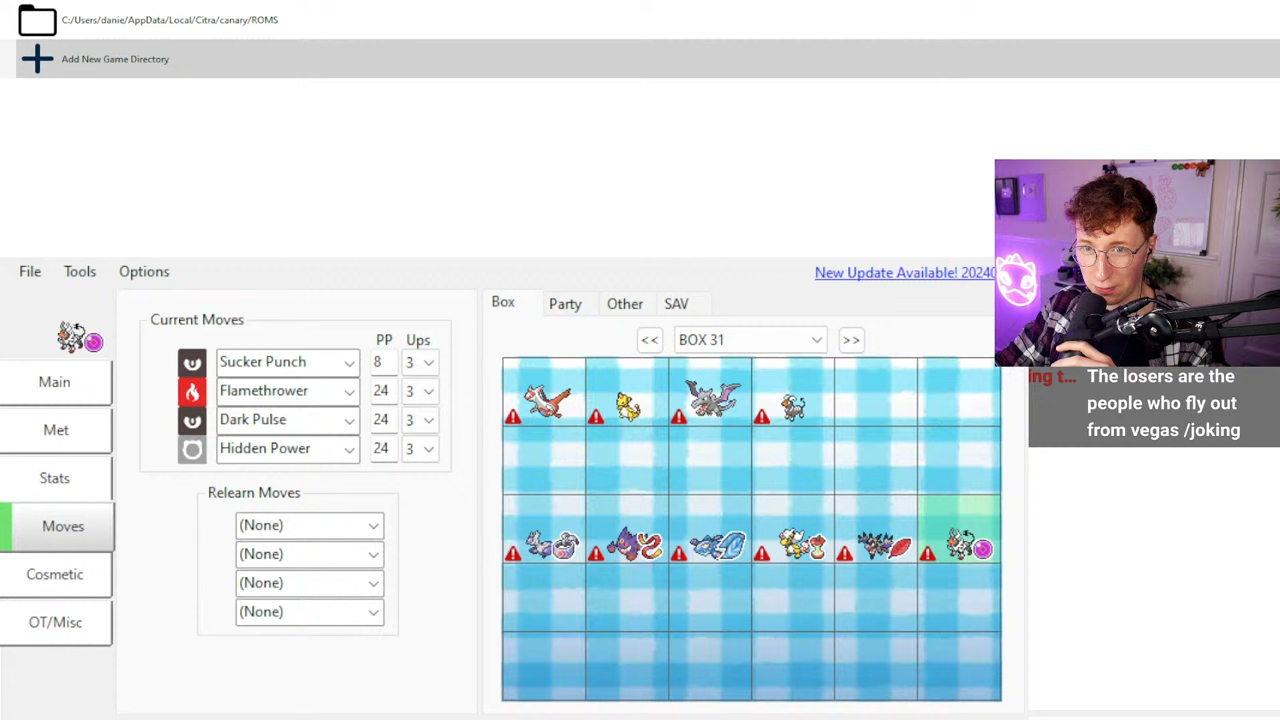 C:/Users/danie/AppData/Local/Citra/canary/ROMS
Add New Game Directory
File Tools Options
New Update Available! 2024
Current Moves
PP Ups
Sucker Punch 8 3
Flamethrower 24 3
Dark Pulse 24 3
Hidden Power 24 3
Relearn Moves
(None)
(None)
(None)
(None)
Main
Met
Stats
Moves
Cosmetic
OT/Misc
Box Party Other SAV
<< BOX 31 >>
ing t... The losers are the
people who fly out
from vegas /joking